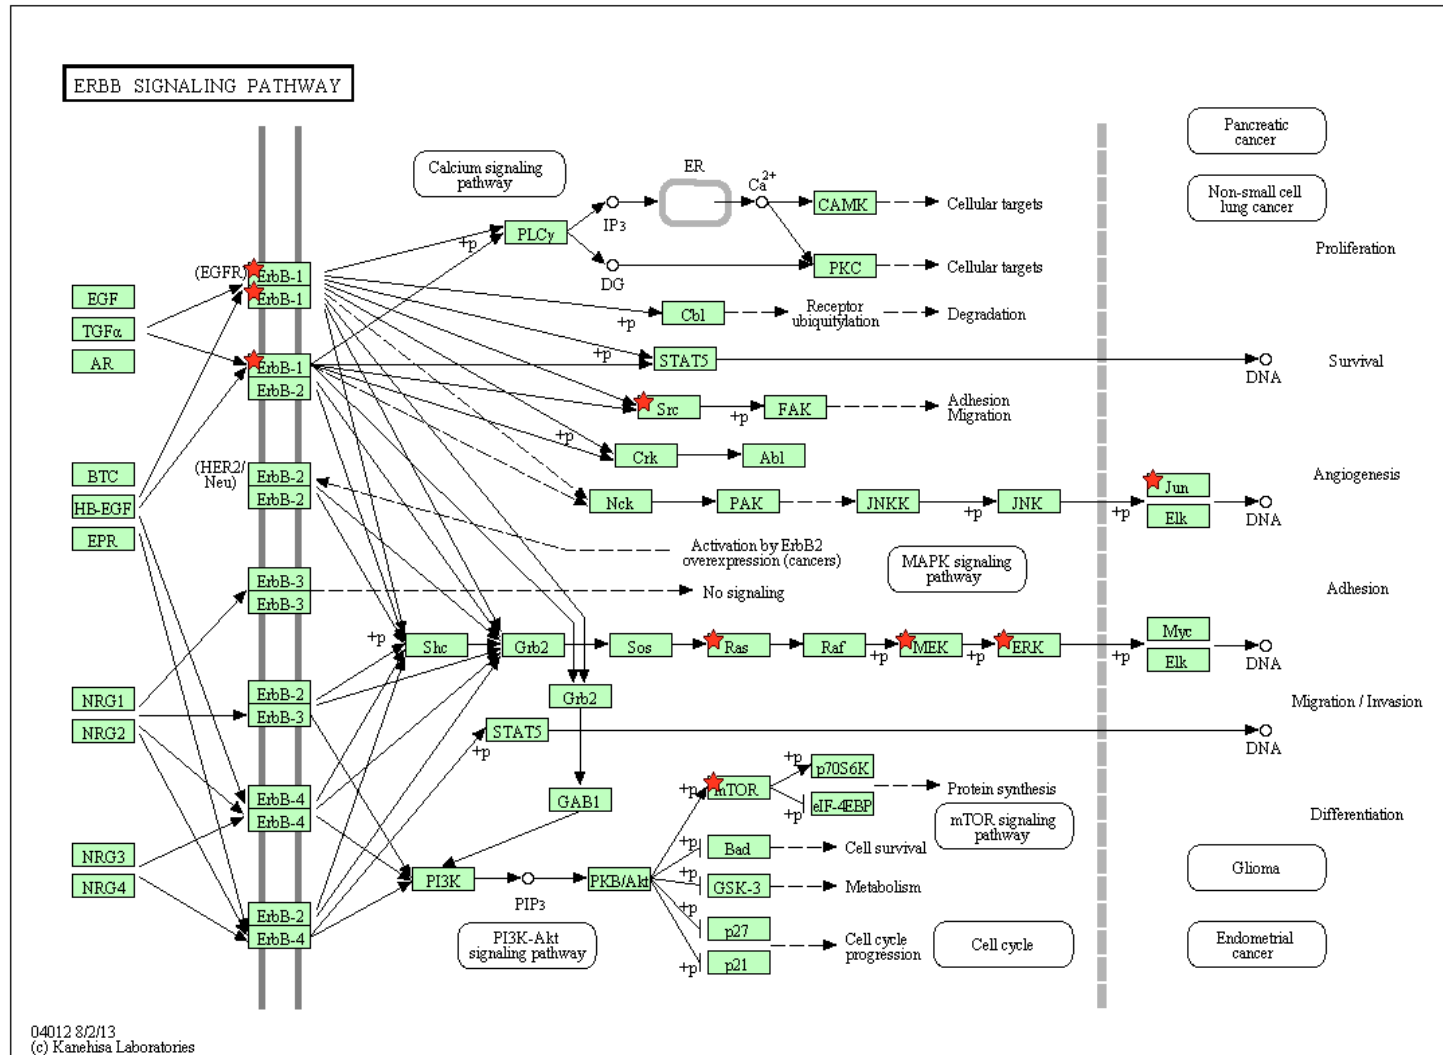 ERBB SIGNALING PATHWAY
Pancreatic
cancer
Calcium signaling
pathway
ER
Ca2+
Non-small cell
lung cancer
CAMK
Cellular targets
IP3
+p
PLCγ
Proliferation
(EGFR)
ErbB-1
ErbB-1
PKC
Cellular targets
DG
EGF
Cbl
+p
Receptor
ubiquitylation
Degradation
TGFα
AR
ErbB-1
ErbB-2
+p
STAT5
DNA
Survival
Src
+p
FAK
Adhesion
Migration
+p
Crk
Abl
BTC
HB-EGF
EPR
(HER2/
Neu)
ErbB-2
ErbB-2
Nck
PAK
JNKK
+p
JNK
+p
Jun
Elk
DNA
Angiogenesis
Activation by ErbB2
overexpression (cancers)
MAPK signaling
pathway
ErbB-3
ErbB-3
No signaling
Adhesion
+p
Shc
Grb2
Sos
Ras
Raf
+p
MEK
+p
ERK
+p
Myc
Elk
DNA
NRG1
NRG2
ErbB-2
ErbB-3
Grb2
Migration / Invasion
STAT5
+p
DNA
+p
p70S6K
ErbB-4
ErbB-4
GAB1
+p
mTOR
+p
eIF-4EBP
Protein synthesis
mTOR signaling
pathway
Differentiation
NRG3
NRG4
+p
Bad
Cell survival
Glioma
PI3K
PIP3
PKB/Akt
+p
GSK-3
Metabolism
ErbB-2
ErbB-4
PI3K-Akt
signaling pathway
+p
p27
+p
p21
Cell cycle
progression
Cell cycle
Endometrial
cancer
04012 8/2/13
(c) Kanehisa Laboratories